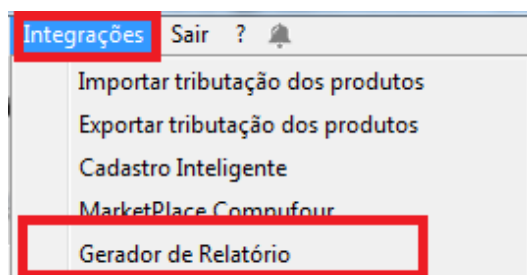 Integrações Sair ?
Importar tributação dos produtos
Exportar tributação dos produtos
Cadastro Inteligente
MarketPlace Compufour
Gerador de Relatório